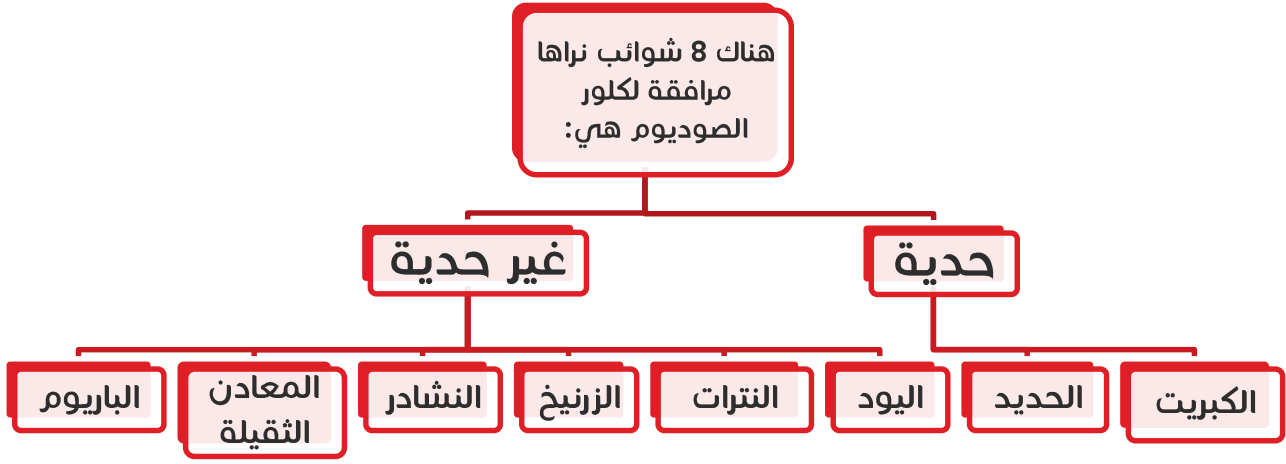 هناك 8 شوائب نراها
مرافقة لكلور
الصوديوم هي:
حدية
غير حدية
الكبريت
الحديد
اليود
النترات
الزرنيخ
النشادر
المعادن
الثقيلة
الباريوم